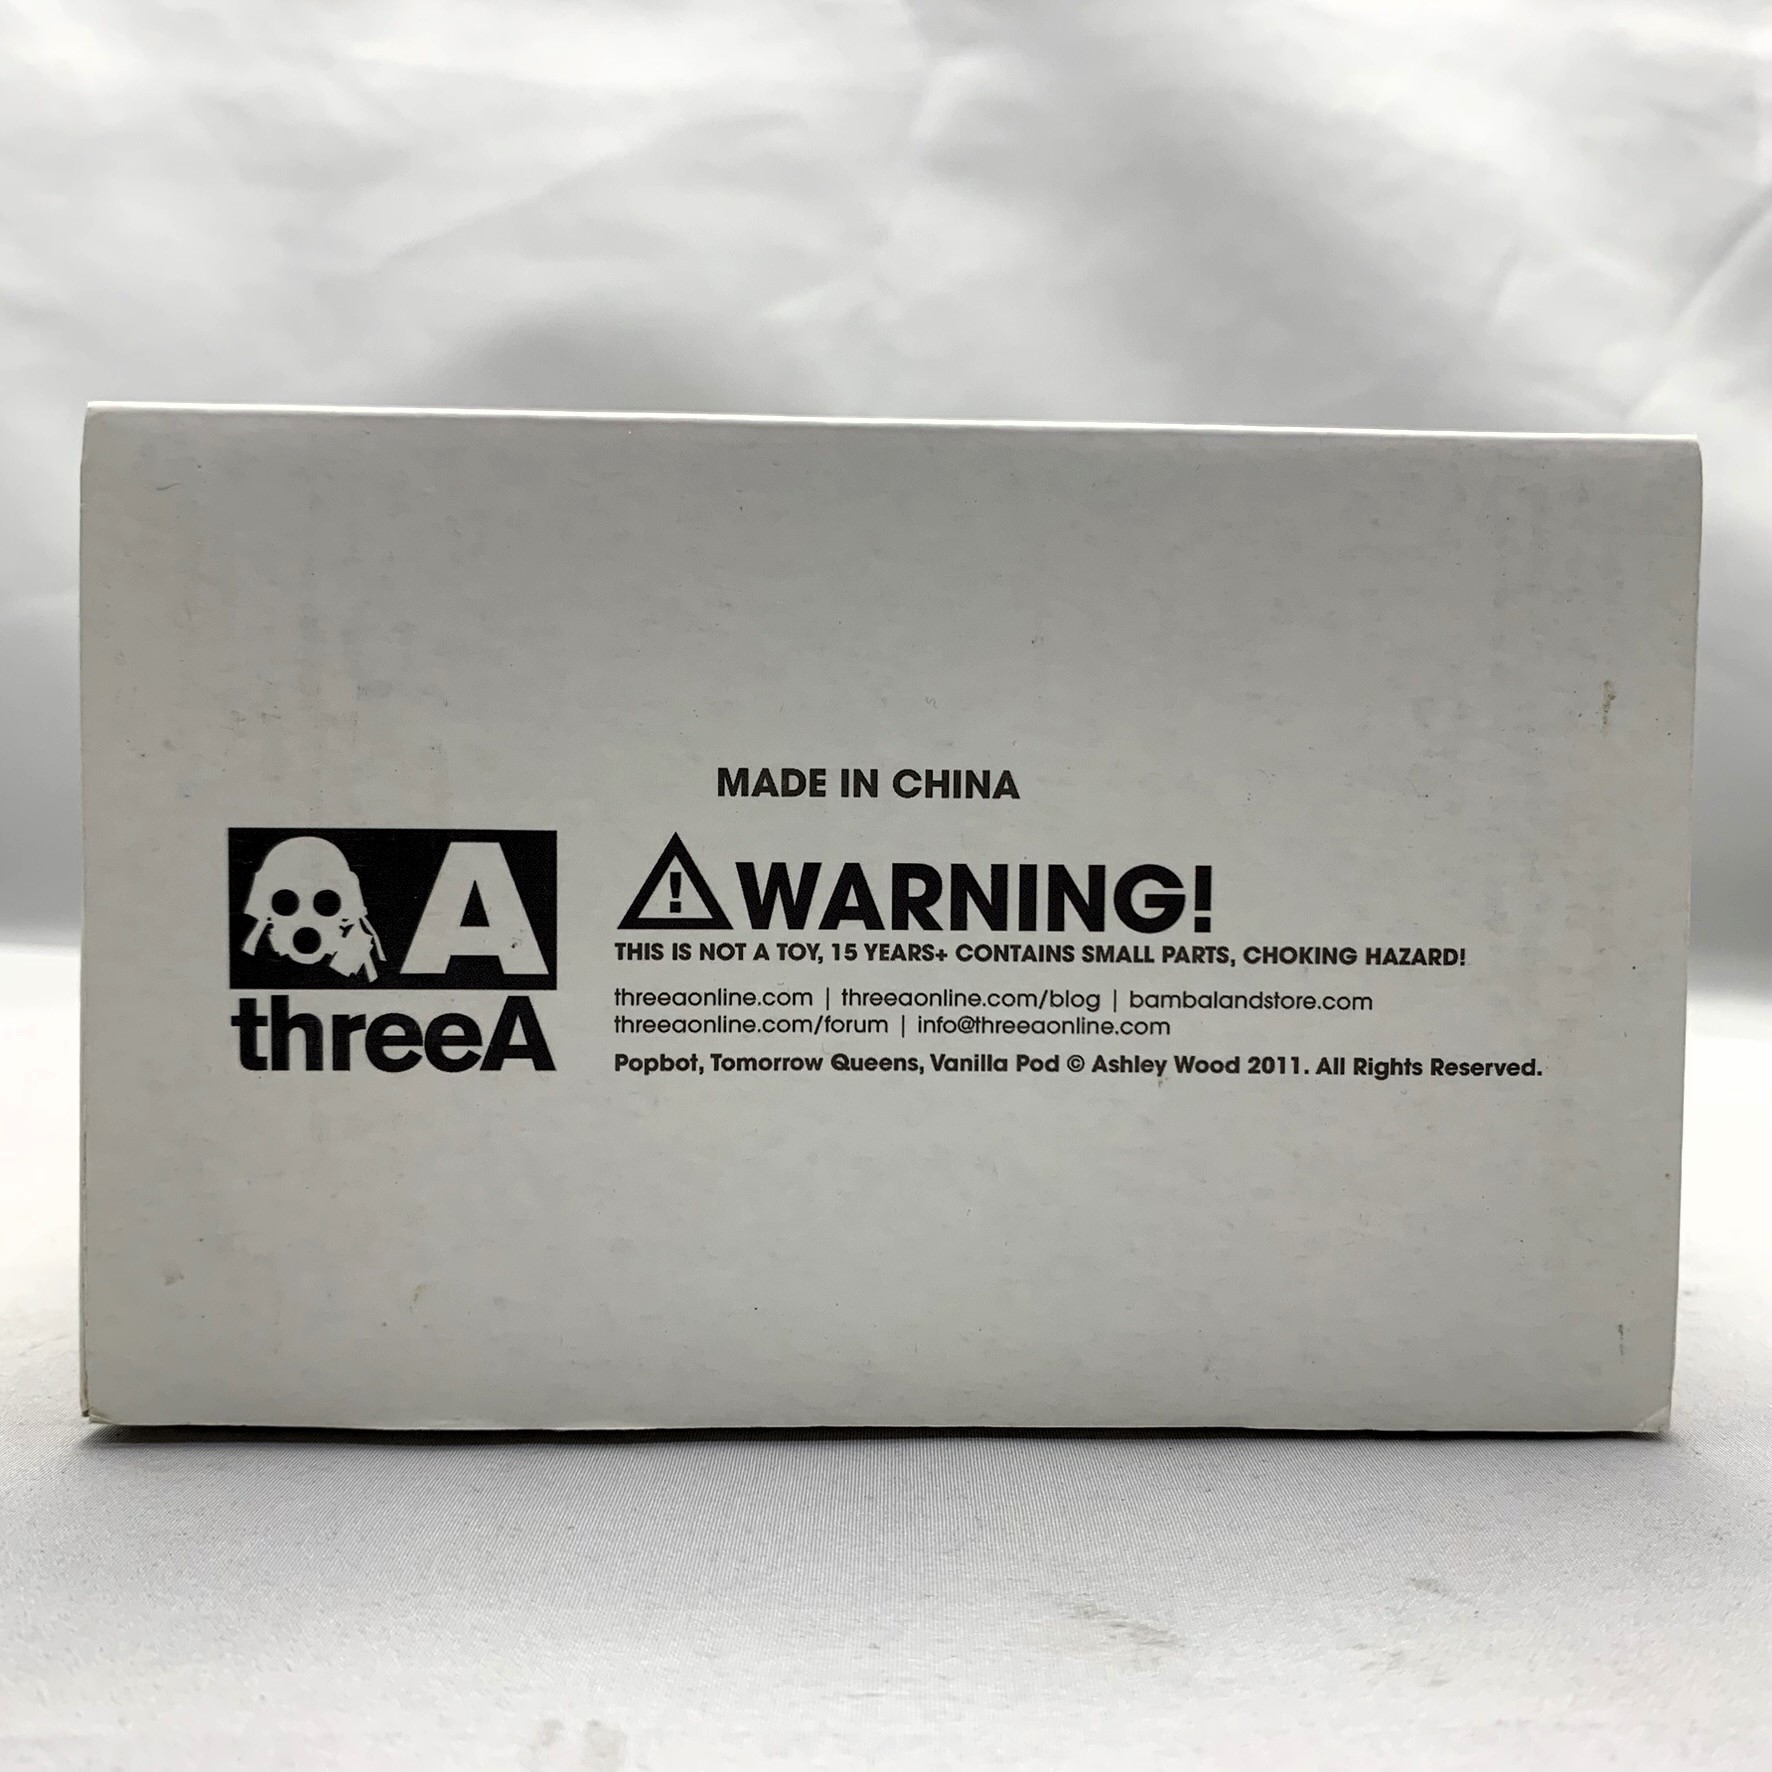 MADE IN CHINA
A
threeA
WARNING!
THIS IS NOT A TOY, 15 YEARS+ CONTAINS SMALL PARTS, CHOKING HAZARD!
threeaonline.com | threeaonline.com/blog | bambalandstore.com
threeaonline.com/forum | info@threeaonline.com
Popbot, Tomorrow Queens, Vanilla Pod © Ashley Wood 2011. All Rights Reserved.